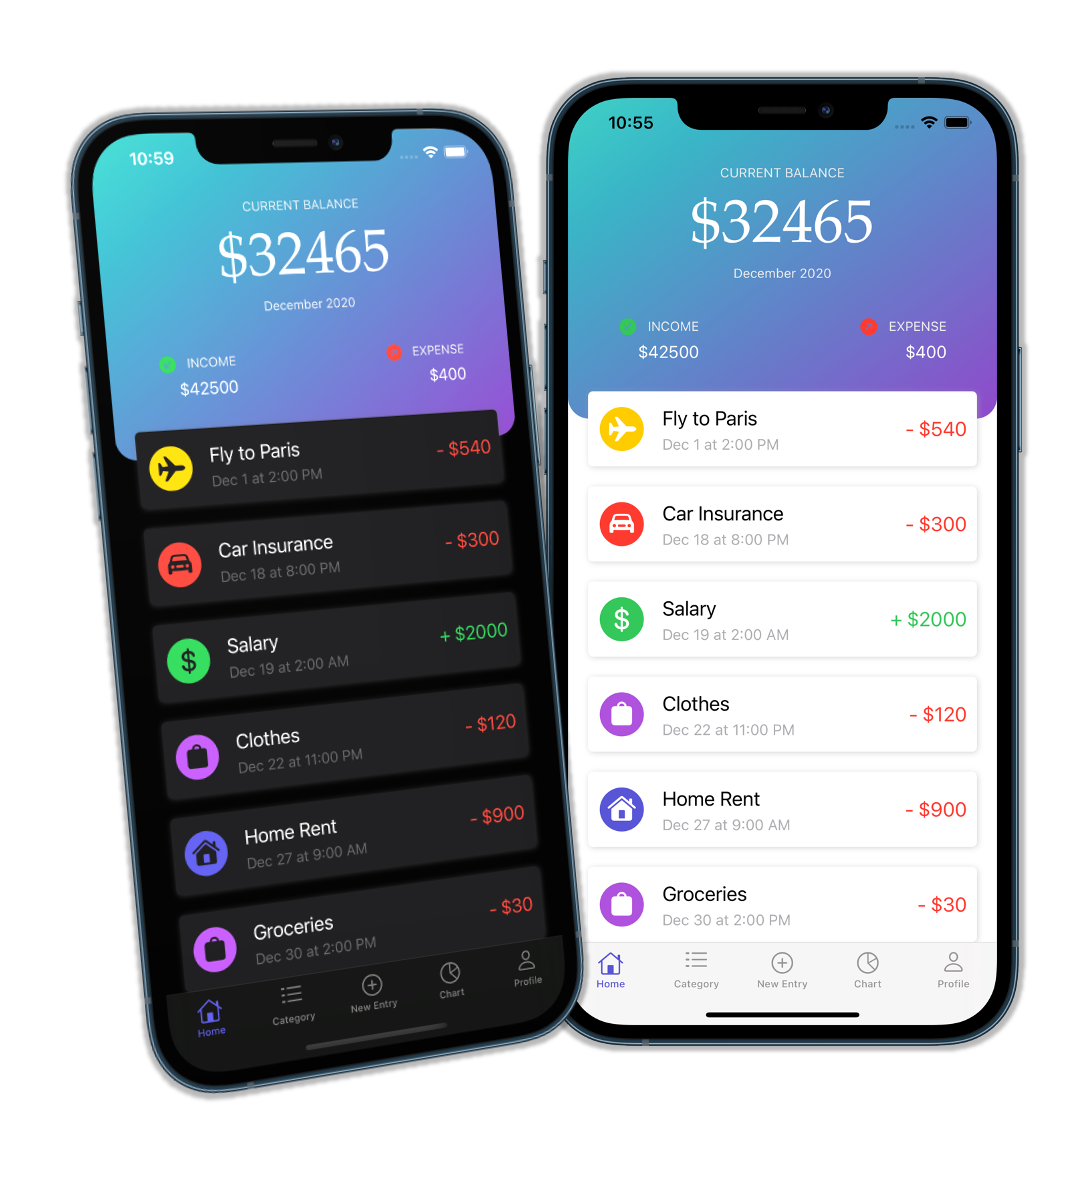 10:59
CURRENT BALANCE
$32465
December 2020
INCOME
$42500
EXPENSE
$400
Fly to Paris
Dec 1 at 2:00 PM
- $540
Car Insurance
Dec 18 at 8:00 PM
- $300
Salary
Dec 19 at 2:00 AM
+ $2000
Clothes
Dec 22 at 11:00 PM
- $120
Home Rent
Dec 27 at 9:00 AM
- $900
Groceries
Dec 30 at 2:00 PM
- $30
Home
Category
New Entry
Chart
Profile
10:55
CURRENT BALANCE
$32465
December 2020
INCOME
$42500
EXPENSE
$400
Fly to Paris
Dec 1 at 2:00 PM
- $540
Car Insurance
Dec 18 at 8:00 PM
- $300
$
Salary
Dec 19 at 2:00 AM
+ $2000
Clothes
Dec 22 at 11:00 PM
- $120
Home Rent
Dec 27 at 9:00 AM
- $900
Groceries
Dec 30 at 2:00 PM
- $30
Home
Category
New Entry
Chart
Profile